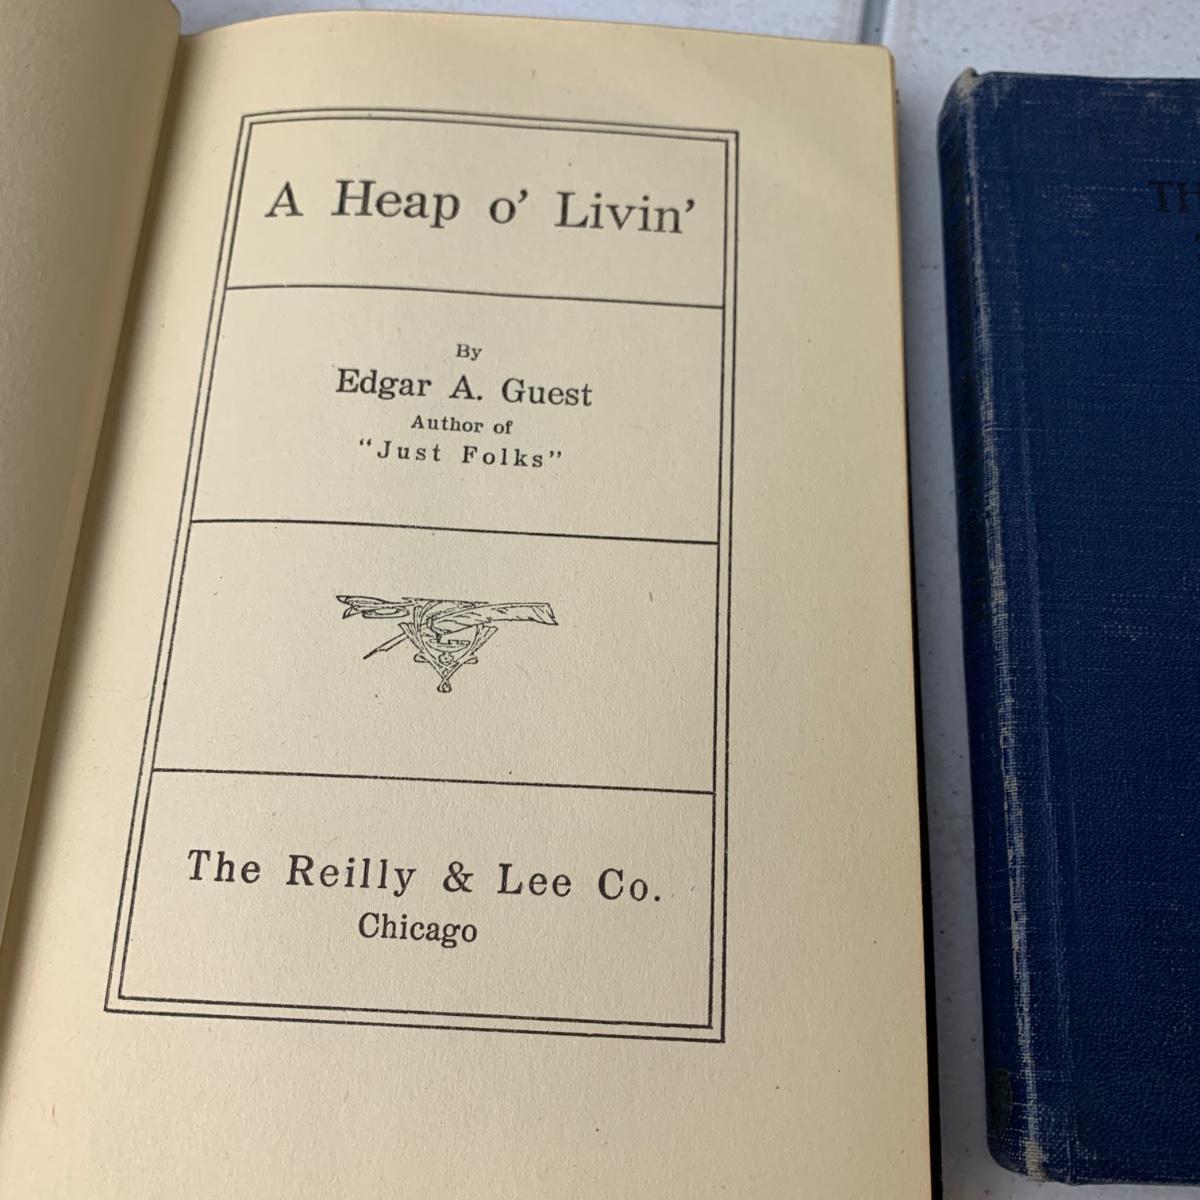 A Heap o' Livin'
By
Edgar A. Guest
Author of
“Just Folks”
The Reilly & Lee Co.
Chicago